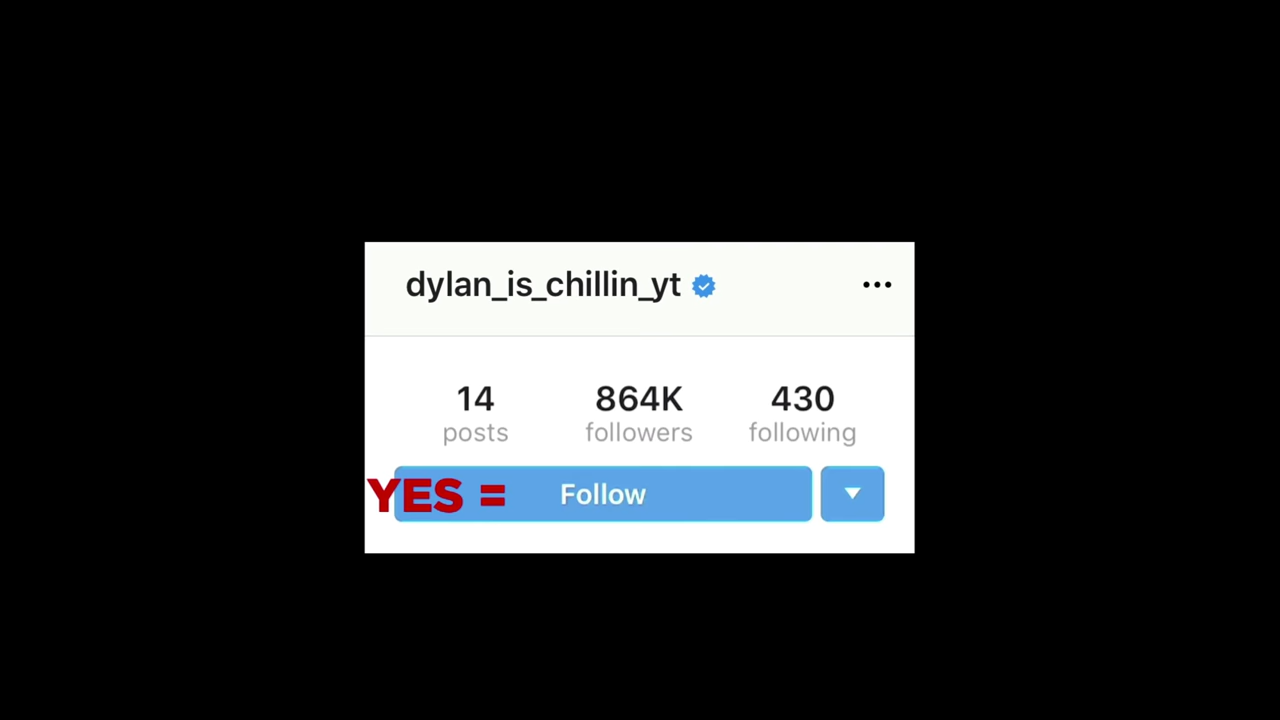 dylan_is_chillin_yt
14 864K 430
posts followers following
YES = Follow